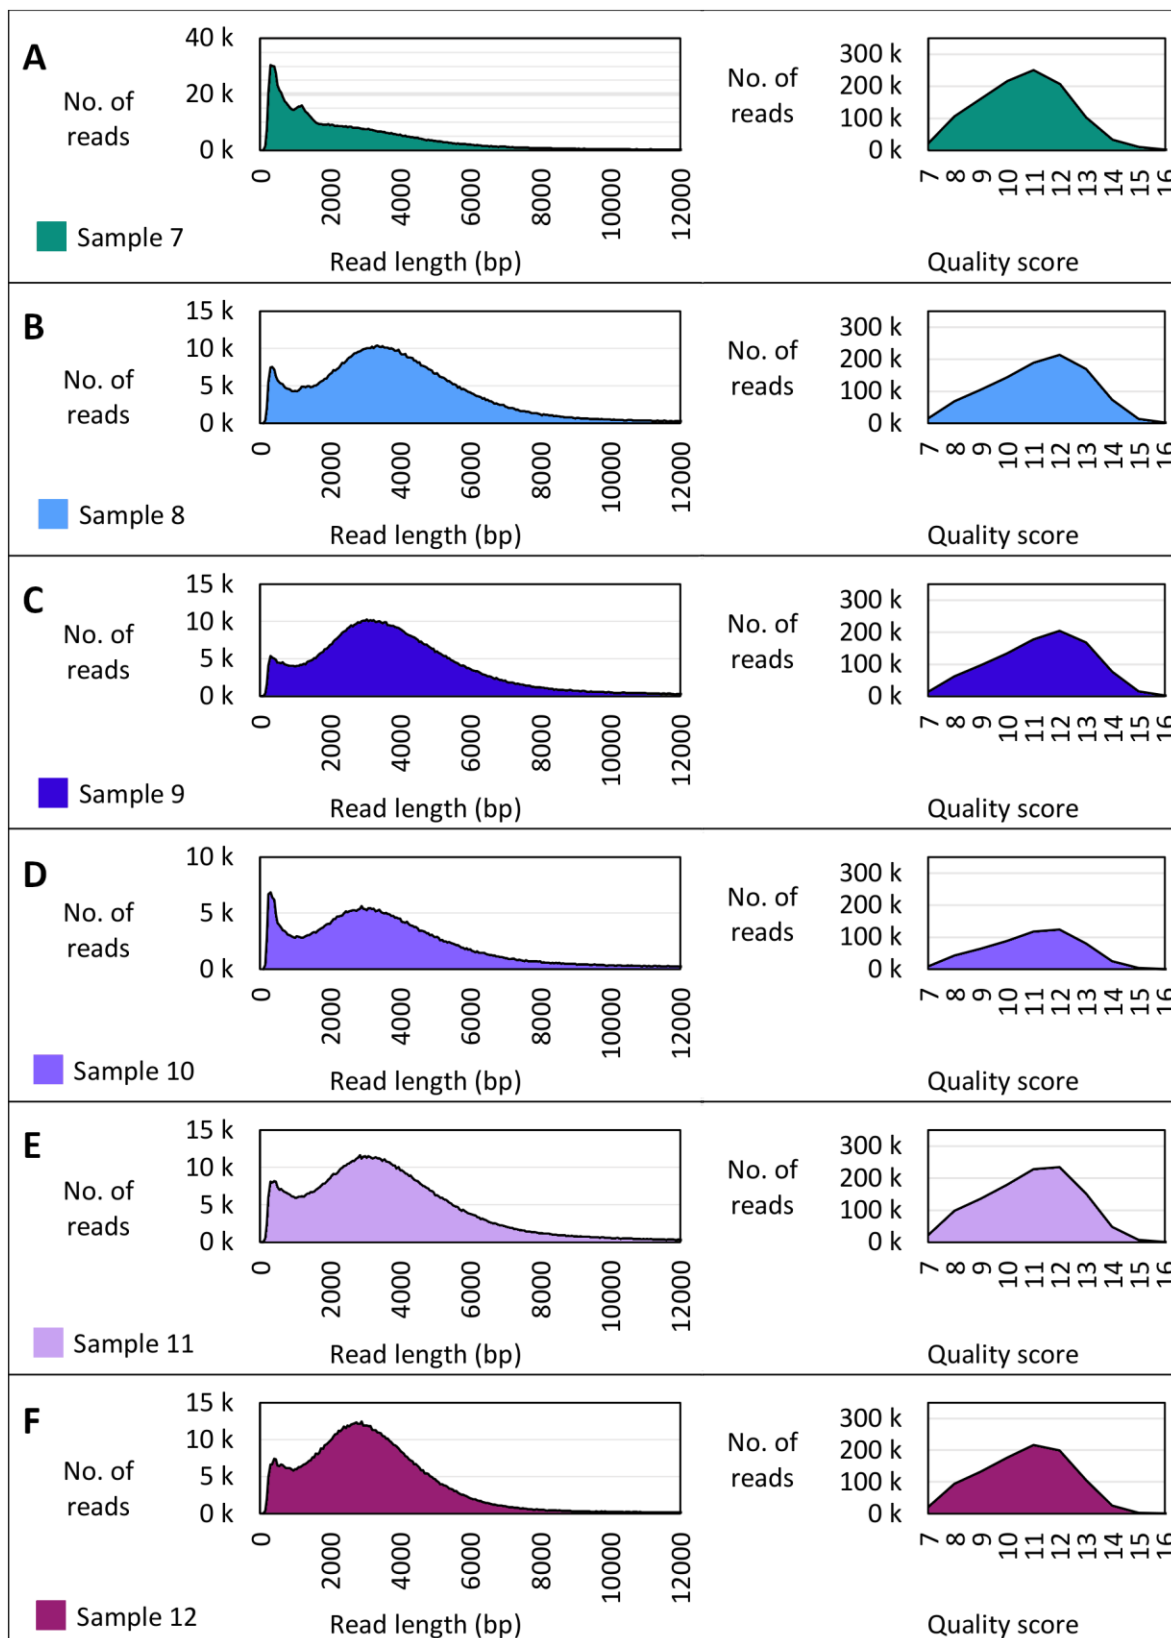 A
No. of
reads
40 k
20 k
0 k
0
2000
4000
6000
8000
10000
12000
Read length (bp)
Sample 7
No. of
reads
300 k
200 k
100 k
0 k
7
8
9
10
11
12
13
14
15
16
Quality score
B
No. of
reads
15 k
10 k
5 k
0 k
0
2000
4000
6000
8000
10000
12000
Read length (bp)
Sample 8
No. of
reads
300 k
200 k
100 k
0 k
7
8
9
10
11
12
13
14
15
16
Quality score
C
No. of
reads
15 k
10 k
5 k
0 k
0
2000
4000
6000
8000
10000
12000
Read length (bp)
Sample 9
No. of
reads
300 k
200 k
100 k
0 k
7
8
9
10
11
12
13
14
15
16
Quality score
D
No. of
reads
10 k
5 k
0 k
0
2000
4000
6000
8000
10000
12000
Read length (bp)
Sample 10
No. of
reads
300 k
200 k
100 k
0 k
7
8
9
10
11
12
13
14
15
16
Quality score
E
No. of
reads
15 k
10 k
5 k
0 k
0
2000
4000
6000
8000
10000
12000
Read length (bp)
Sample 11
No. of
reads
300 k
200 k
100 k
0 k
7
8
9
10
11
12
13
14
15
16
Quality score
F
No. of
reads
15 k
10 k
5 k
0 k
0
2000
4000
6000
8000
10000
12000
Read length (bp)
Sample 12
No. of
reads
300 k
200 k
100 k
0 k
7
8
9
10
11
12
13
14
15
16
Quality score